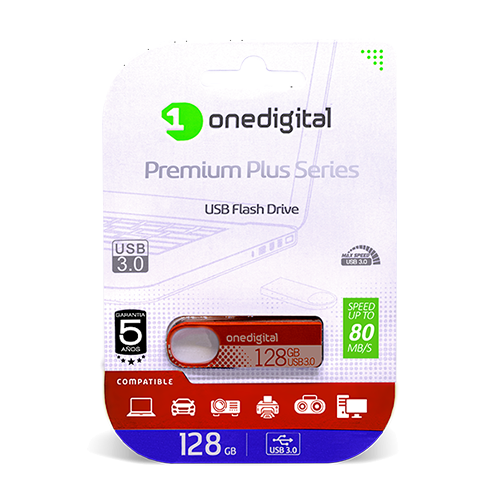 1 onedigital
Premium Plus Series
USB Flash Drive
USB
3.0
MAX SPEED
USB 3.0
GARANTIA
5
AÑOS
SPEED
UP TO
80
MB/S
onedigital
128 GB
USB 3.0
COMPATIBLE
128 GB
USB 3.0